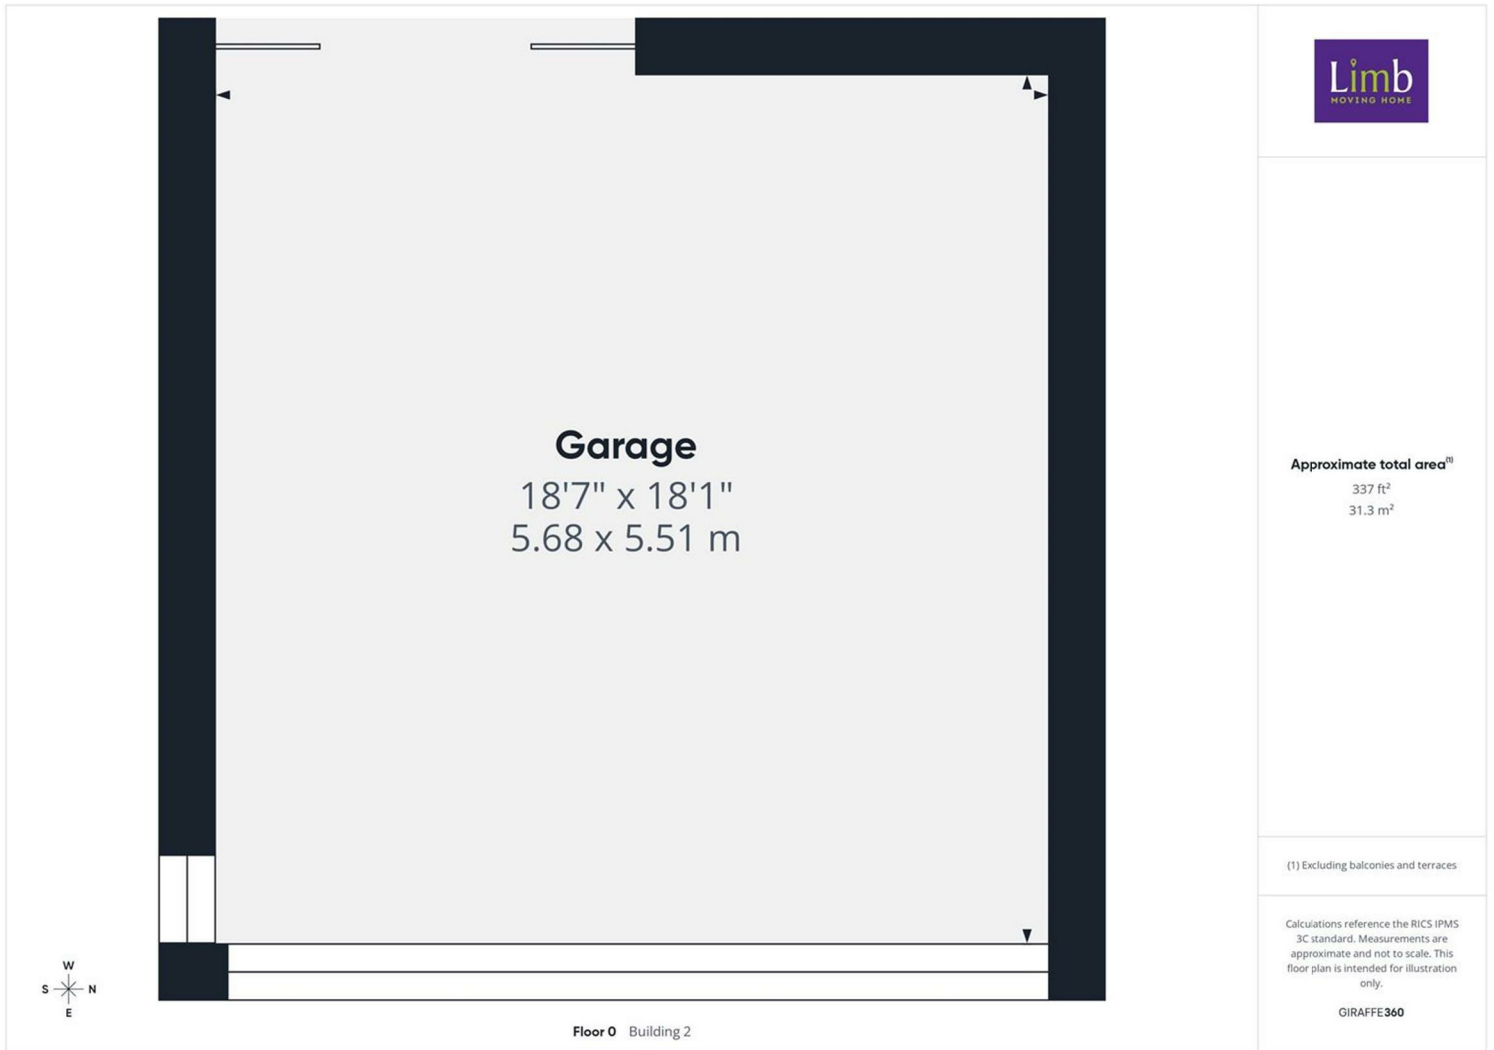 Garage
18'7" x 18'1"
5.68 x 5.51 m
W
S N
E
Floor 0 Building 2
Limb
MOVING HOME
Approximate total area(1)
337 ft²
31.3 m²
(1) Excluding balconies and terraces
Calculations reference the RICS IPMS
3C standard. Measurements are
approximate and not to scale. This
floor plan is intended for illustration
only.
GIRAFFE360